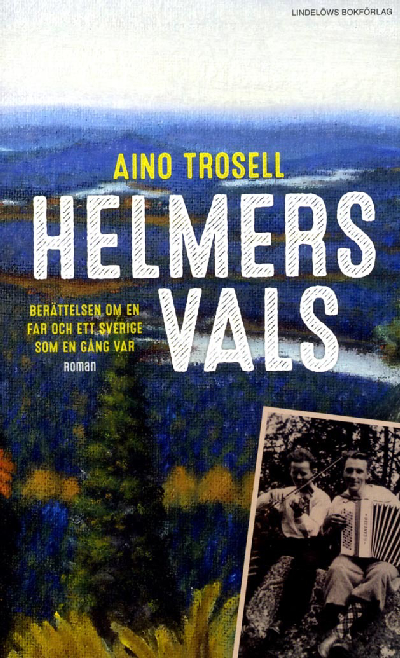 LINDELÖWS BOKFÖRLAG
AINO TROSELL
HELMERS
VALS
BERÄTTELSEN OM EN
FAR OCH ETT SVERIGE
SOM EN GÅNG VAR
roman